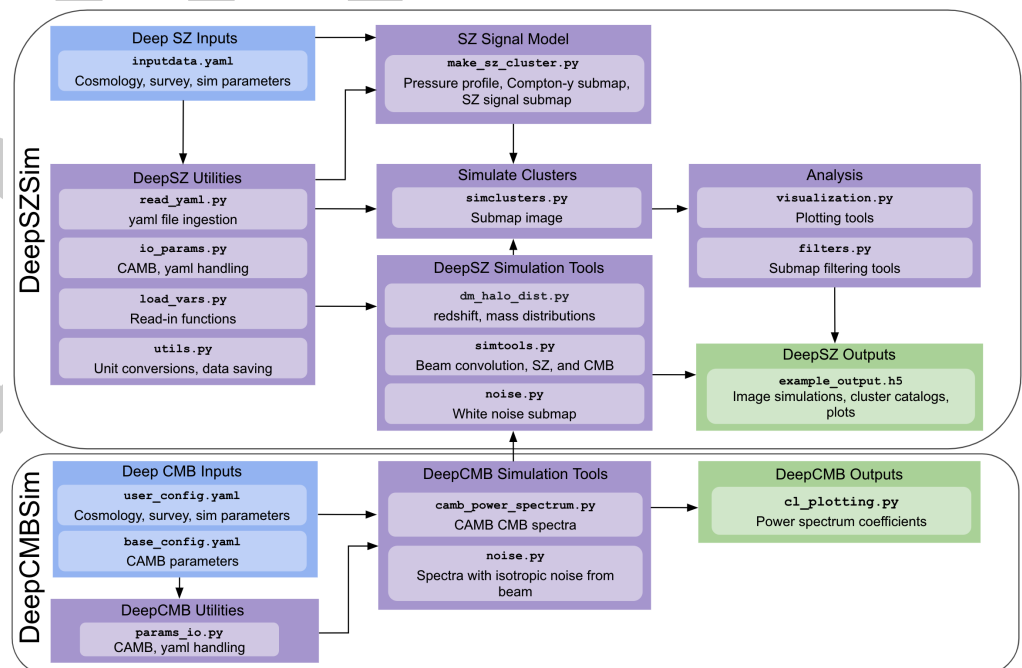 DeepSZSim
Deep SZ Inputs
inputdata.yaml
Cosmology, survey, sim parameters
SZ Signal Model
make_sz_cluster.py
Pressure profile, Compton-y submap,
SZ signal submap
DeepSZ Utilities
read_yaml.py
yaml file ingestion
io_params.py
CAMB, yaml handling
load_vars.py
Read-in functions
utils.py
Unit conversions, data saving
Simulate Clusters
simclusters.py
Submap image
DeepSZ Simulation Tools
dm_halo_dist.py
redshift, mass distributions
simtools.py
Beam convolution, SZ, and CMB
noise.py
White noise submap
Analysis
visualization.py
Plotting tools
filters.py
Submap filtering tools
DeepSZ Outputs
example_output.h5
Image simulations, cluster catalogs,
plots
DeepCMBSim
Deep CMB Inputs
user_config.yaml
Cosmology, survey, sim parameters
base_config.yaml
CAMB parameters
DeepCMB Utilities
params_io.py
CAMB, yaml handling
DeepCMB Simulation Tools
camb_power_spectrum.py
CAMB CMB spectra
noise.py
Spectra with isotropic noise from
beam
DeepCMB Outputs
cl_plotting.py
Power spectrum coefficients